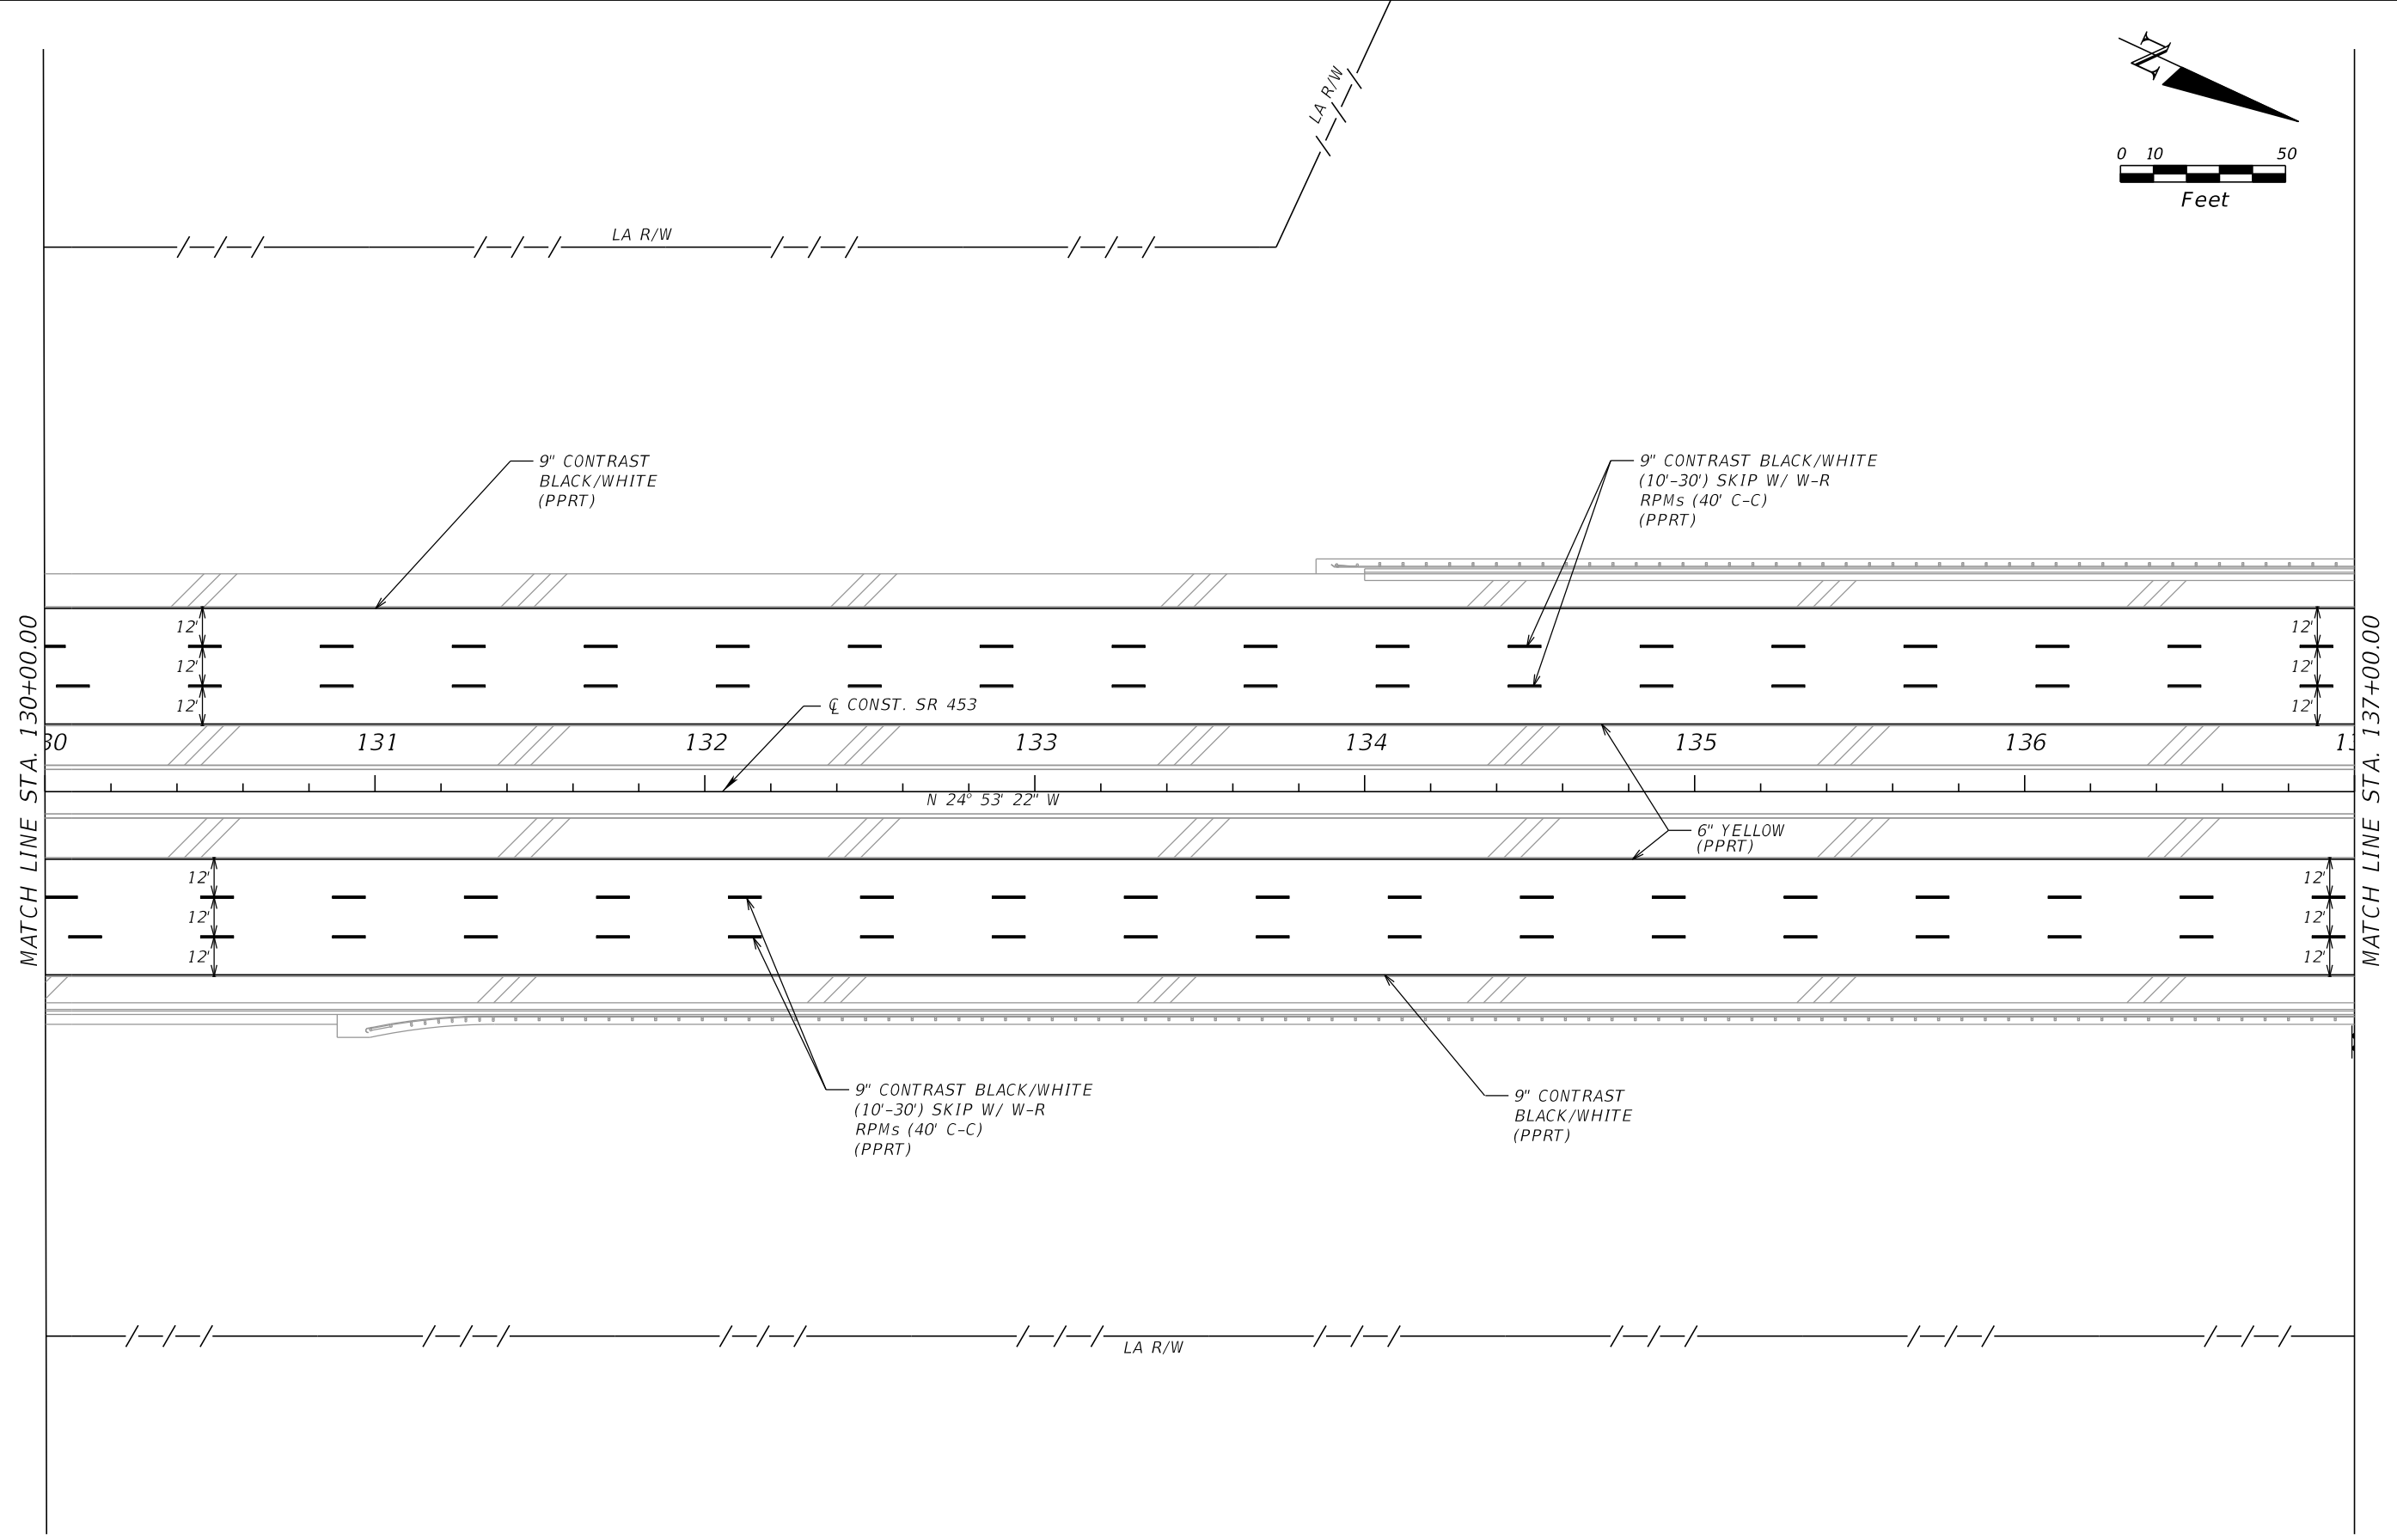 LA R/W
N
0 10 50
Feet
LA R/W
9" CONTRAST
BLACK/WHITE
(PPRT)
9" CONTRAST BLACK/WHITE
(10'-30') SKIP W/ W-R
RPMs (40' C-C)
(PPRT)
MATCH LINE STA. 130+00.00
MATCH LINE STA. 137+00.00
12'
12'
12'
12'
12'
12'
℄ CONST. SR 453
30 131 132 133 134 135 136 13
N 24° 53' 22" W
6" YELLOW
(PPRT)
12'
12'
12'
12'
12'
12'
9" CONTRAST BLACK/WHITE
(10'-30') SKIP W/ W-R
RPMs (40' C-C)
(PPRT)
9" CONTRAST
BLACK/WHITE
(PPRT)
LA R/W